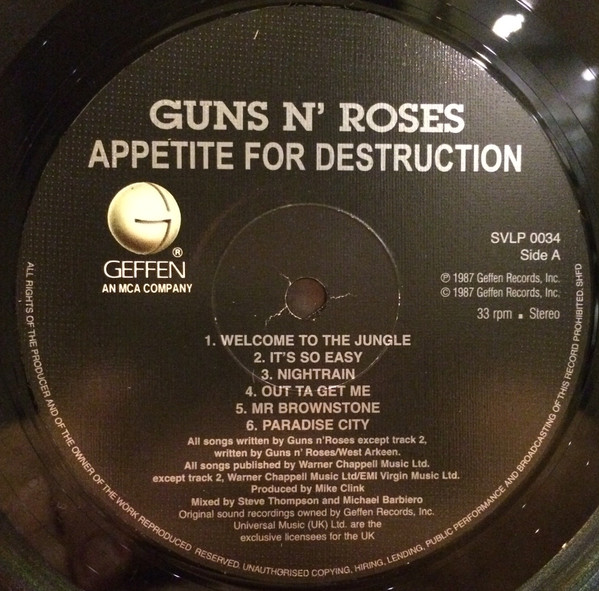 GUNS N' ROSES
APPETITE FOR DESTRUCTION
G
®
GEFFEN
AN MCA COMPANY
SVLP 0034
Side A
℗ 1987 Geffen Records, Inc.
© 1987 Geffen Records, Inc.
33 rpm ■ Stereo
1. WELCOME TO THE JUNGLE
2. IT'S SO EASY
3. NIGHTRAIN
4. OUT TA GET ME
5. MR BROWNSTONE
6. PARADISE CITY
All songs written by Guns n'Roses except track 2,
written by Guns n' Roses/West Arkeen.
All songs published by Warner Chappell Music Ltd.
except track 2, Warner Chappell Music Ltd/EMI Virgin Music Ltd.
Produced by Mike Clink
Mixed by Steve Thompson and Michael Barbiero
Original sound recordings owned by Geffen Records, Inc.
Universal Music (UK) Ltd. are the
exclusive licensees for the UK
ALL RIGHTS OF THE PRODUCER AND OF THE OWNER OF THE WORK REPRODUCED RESERVED. UNAUTHORISED COPYING, HIRING, LENDING, PUBLIC PERFORMANCE AND BROADCASTING OF THIS RECORD PROHIBITED. SHFD